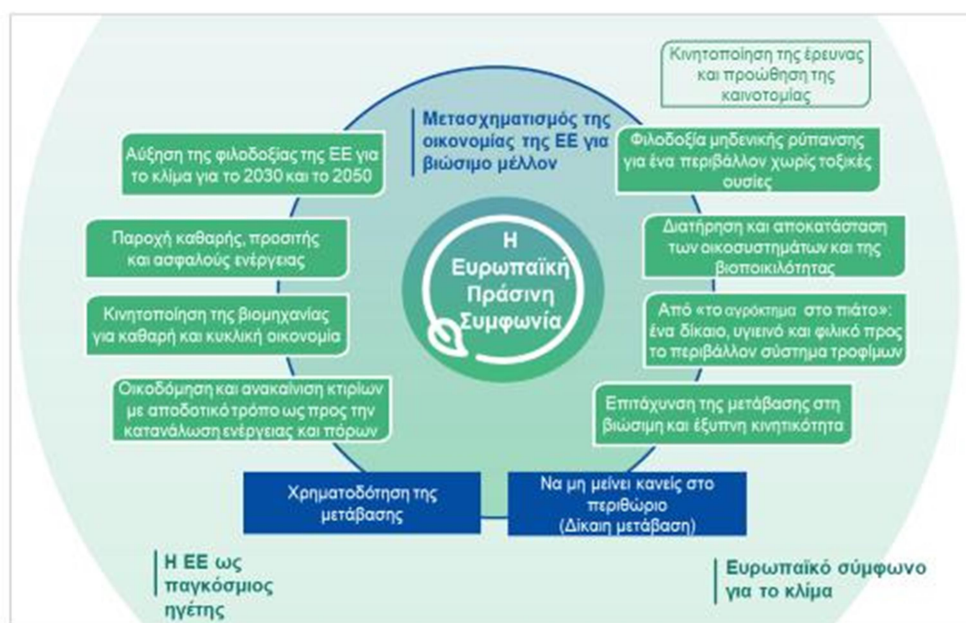 Κινητοποίηση της έρευνας
και προώθηση της
καινοτομίας
Μετασχηματισμός της
οικονομίας της ΕΕ για
βιώσιμο μέλλον
Αύξηση της φιλοδοξίας της ΕΕ για
το κλίμα για το 2030 και το 2050
Φιλοδοξία μηδενικής ρύπανσης
για ένα περιβάλλον χωρίς τοξικές
ουσίες
Παροχή καθαρής, προσιτής
και ασφαλούς ενέργειας
Η
Ευρωπαϊκή
Πράσινη
Συμφωνία
Διατήρηση και αποκατάσταση
των οικοσυστημάτων και της
βιοποικιλότητας
Κινητοποίηση της βιομηχανίας
για καθαρή και κυκλική οικονομία
Από «το αγρόκτημα στο πιάτο»:
ένα δίκαιο, υγιεινό και φιλικό προς
το περιβάλλον σύστημα τροφίμων
Οικοδόμηση και ανακαίνιση κτιρίων
με αποδοτικό τρόπο ως προς την
κατανάλωση ενέργειας και πόρων
Επιτάχυνση της μετάβασης στη
βιώσιμη και έξυπνη κινητικότητα
Χρηματοδότηση της
μετάβασης
Να μη μείνει κανείς στο
περιθώριο
(Δίκαιη μετάβαση)
Η ΕΕ ως
παγκόσμιος
ηγέτης
Ευρωπαϊκό σύμφωνο
για το κλίμα